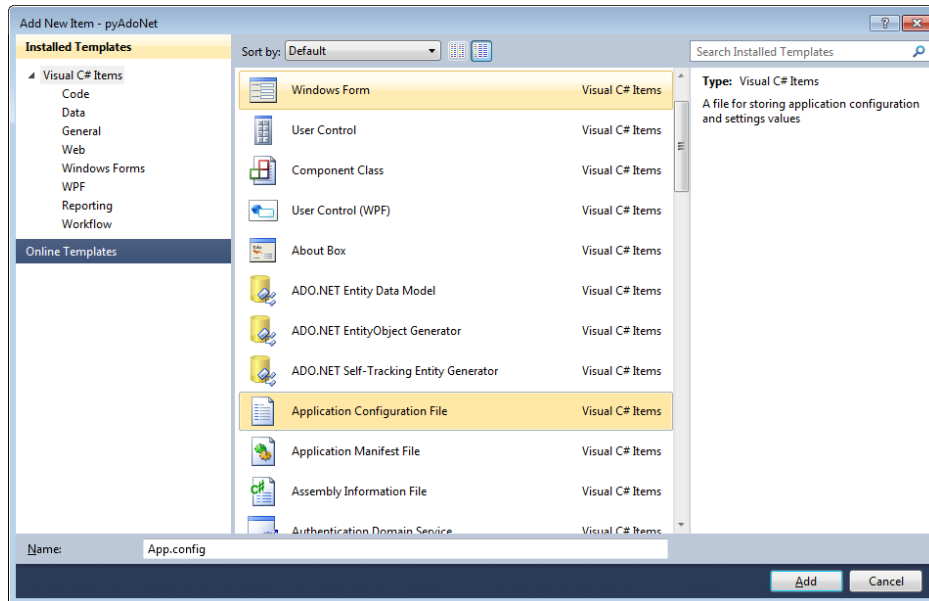 Add New Item - pyAdoNet
Installed Templates
Sort by: Default
Search Installed Templates
Visual C# Items
Code
Data
General
Web
Windows Forms
WPF
Reporting
Workflow
Online Templates
Windows Form Visual C# Items
User Control Visual C# Items
Component Class Visual C# Items
User Control (WPF) Visual C# Items
About Box Visual C# Items
ADO.NET Entity Data Model Visual C# Items
ADO.NET EntityObject Generator Visual C# Items
ADO.NET Self-Tracking Entity Generator Visual C# Items
Application Configuration File Visual C# Items
Application Manifest File Visual C# Items
Assembly Information File Visual C# Items
Authentication Domain Service Visual C# Items
Type: Visual C# Items
A file for storing application configuration
and settings values
Name: App.config
Add Cancel